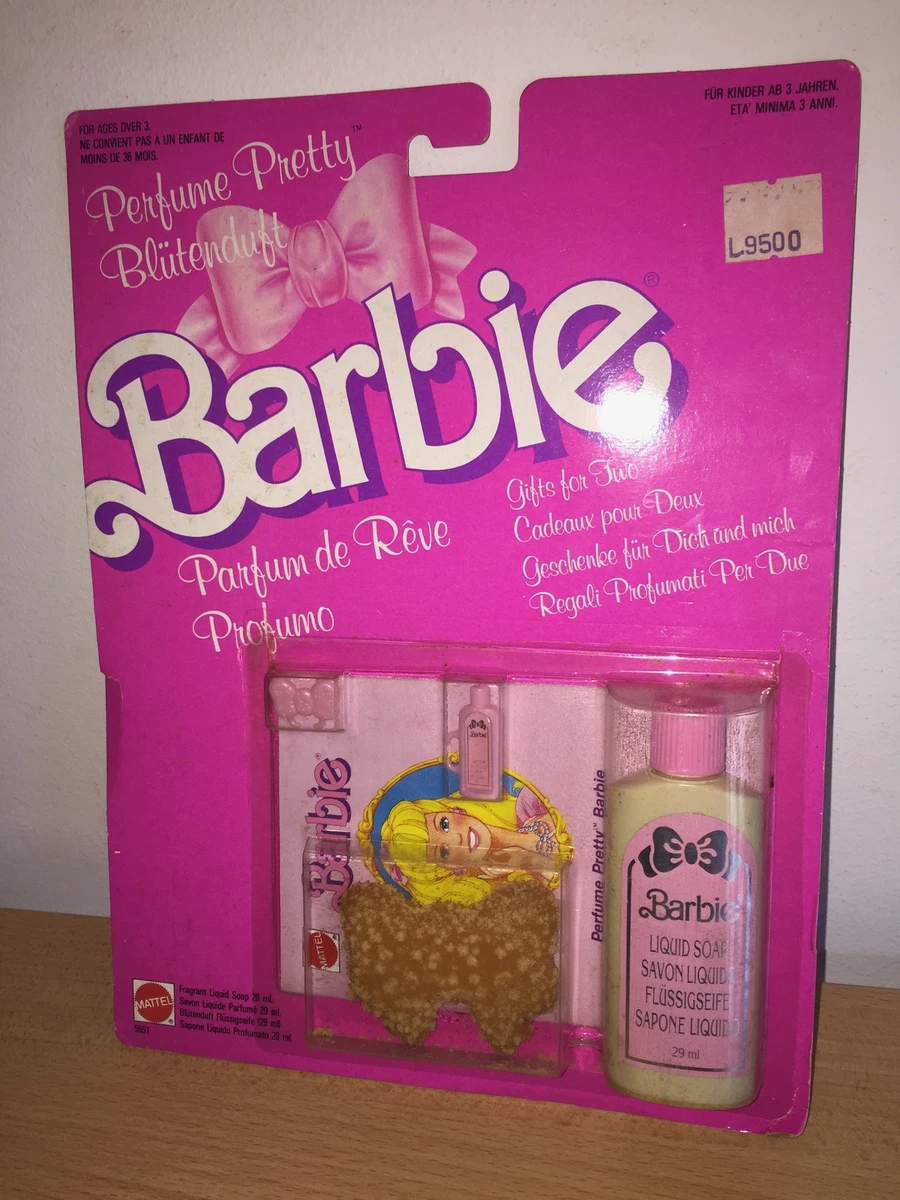 FOR AGES OVER 3.
NE CONVIENT PAS A UN ENFANT DE
MOINS DE 36 MOIS.
FÜR KINDER AB 3 JAHREN.
ETA' MINIMA 3 ANNI.
Perfume Pretty™
Blütenduft
L9500
Barbie®
Parfum de Rêve
Profumo
Gifts for Two
Cadeaux pour Deux
Geschenke für Dich und mich
Regali Profumati Per Due
Barbie®
Barbie
Perfume Pretty™ Barbie
MATTEL
Barbie
LIQUID SOAP
SAVON LIQUIDE
FLÜSSIGSEIFE
SAPONE LIQUIDO
29 ml
MATTEL®
5551
Fragrant Liquid Soap 29 ml.
Savon Liquide Parfumé 29 ml.
Blütenduft Flüssigseife (29 ml)
Sapone Liquido Profumato 29 ml.